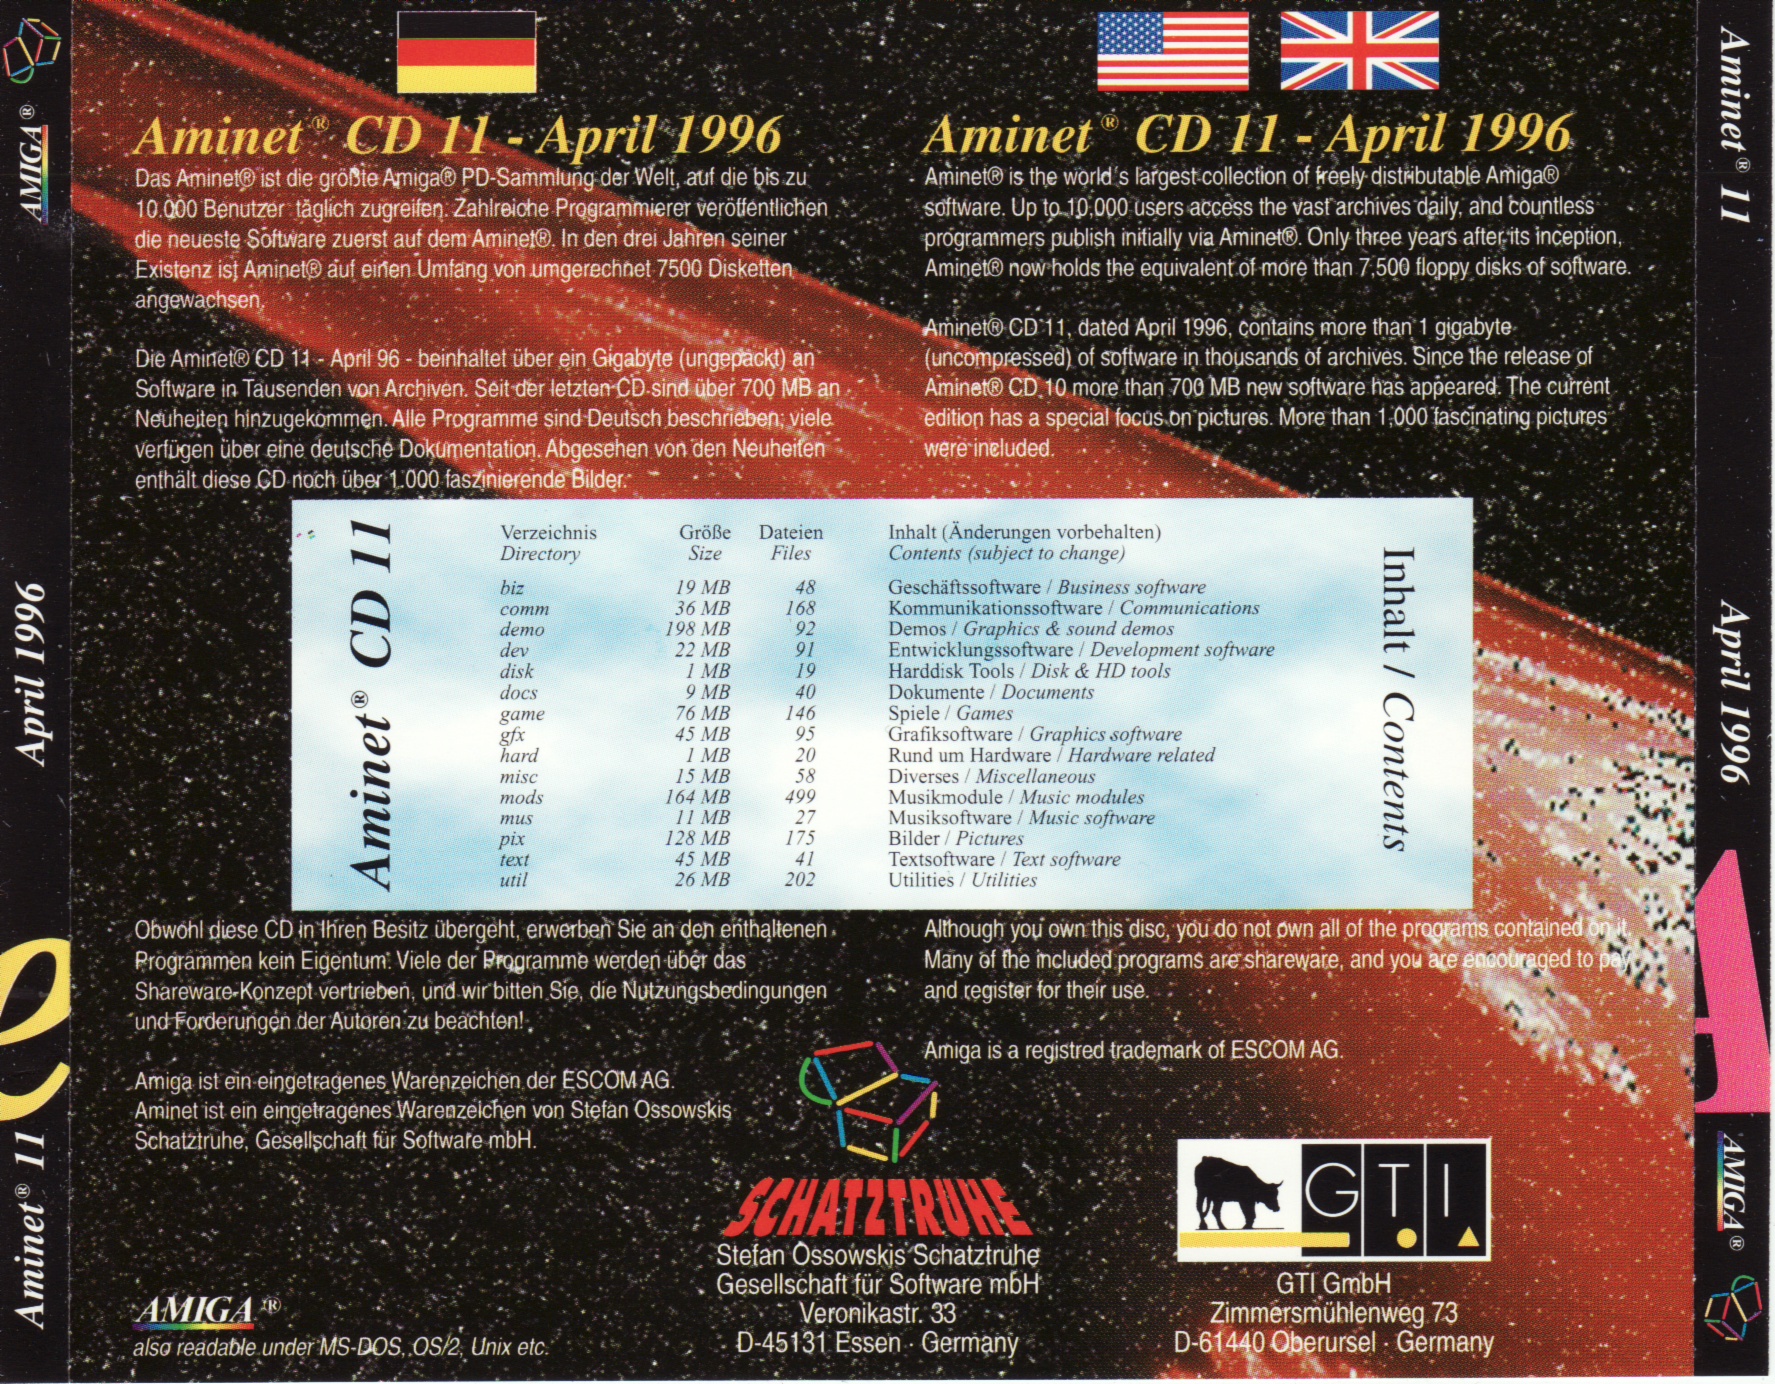 Aminet® CD 11 - April 1996
Das Aminet® ist die größte Amiga® PD-Sammlung der Welt, auf die bis zu
10.000 Benutzer täglich zugreifen. Zahlreiche Programmierer veröffentlichen
die neueste Software zuerst auf dem Aminet®. In den drei Jahren seiner
Existenz ist Aminet® auf einen Umfang von umgerechnet 7500 Disketten
angewachsen.
Die Aminet® CD 11 - April 96 - beinhaltet über ein Gigabyte (ungepackt) an
Software in Tausenden von Archiven. Seit der letzten CD sind über 700 MB an
Neuheiten hinzugekommen. Alle Programme sind Deutsch beschrieben; viele
verfügen über eine deutsche Dokumentation. Abgesehen von den Neuheiten
enthält diese CD noch über 1.000 faszinierende Bilder.
Aminet® CD 11 - April 1996
Aminet® is the world's largest collection of freely distributable Amiga®
software. Up to 10,000 users access the vast archives daily, and countless
programmers publish initially via Aminet®. Only three years after its inception,
Aminet® now holds the equivalent of more than 7,500 floppy disks of software.
Aminet® CD 11, dated April 1996, contains more than 1 gigabyte
(uncompressed) of software in thousands of archives. Since the release of
Aminet® CD 10 more than 700 MB new software has appeared. The current
edition has a special focus on pictures. More than 1,000 fascinating pictures
were included.
Aminet® CD 11
Verzeichnis Größe Dateien Inhalt (Änderungen vorbehalten)
Directory Size Files Contents (subject to change)
biz 19 MB 48 Geschäftssoftware / Business software
comm 36 MB 168 Kommunikationssoftware / Communications
demo 198 MB 92 Demos / Graphics & sound demos
dev 22 MB 91 Entwicklungssoftware / Development software
disk 1 MB 19 Harddisk Tools / Disk & HD tools
docs 9 MB 40 Dokumente / Documents
game 76 MB 146 Spiele / Games
gfx 45 MB 95 Grafiksoftware / Graphics software
hard 1 MB 20 Rund um Hardware / Hardware related
misc 15 MB 58 Diverses / Miscellaneous
mods 164 MB 499 Musikmodule / Music modules
mus 11 MB 27 Musiksoftware / Music software
pix 128 MB 175 Bilder / Pictures
text 45 MB 41 Textsoftware / Text software
util 26 MB 202 Utilities / Utilities
Inhalt / Contents
Obwohl diese CD in Ihren Besitz übergeht, erwerben Sie an den enthaltenen
Programmen kein Eigentum. Viele der Programme werden über das
Shareware-Konzept vertrieben, und wir bitten Sie, die Nutzungsbedingungen
und Forderungen der Autoren zu beachten!
Amiga ist ein eingetragenes Warenzeichen der ESCOM AG.
Aminet ist ein eingetragenes Warenzeichen von Stefan Ossowskis
Schatztruhe, Gesellschaft für Software mbH.
Although you own this disc, you do not own all of the programs contained on it.
Many of the included programs are shareware, and you are encouraged to pay
and register for their use.
Amiga is a registred trademark of ESCOM AG.
AMIGA®
also readable under MS-DOS, OS/2, Unix etc.
SCHATZTRUHE
Stefan Ossowskis Schatztruhe
Gesellschaft für Software mbH
Veronikastr. 33
D-45131 Essen · Germany
GTI
GTI GmbH
Zimmersmühlenweg 73
D-61440 Oberursel · Germany
Aminet® 11
e
April 1996
AMIGA®
Aminet® 11
April 1996
A
AMIGA®